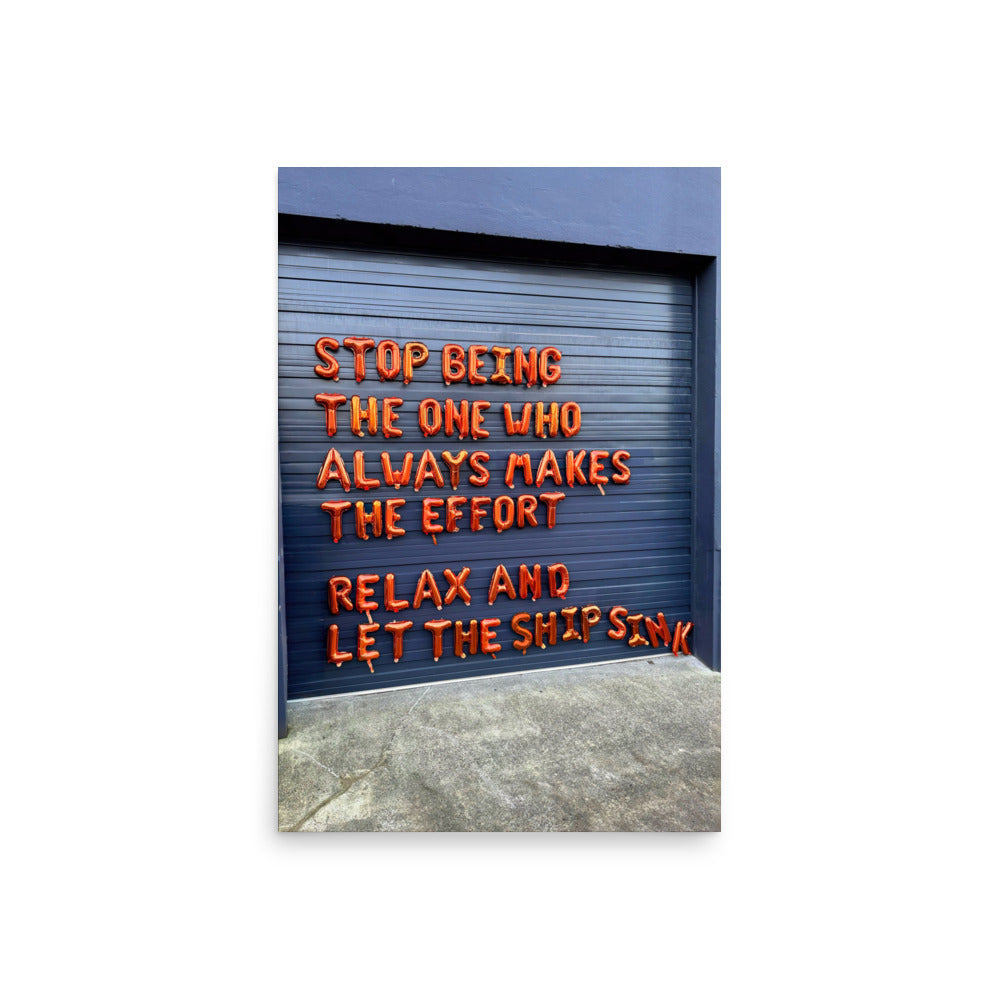 STOP BEING
THE ONE WHO
ALWAYS MAKES
THE EFFORT
RELAX AND
LET THE SHIP SINK